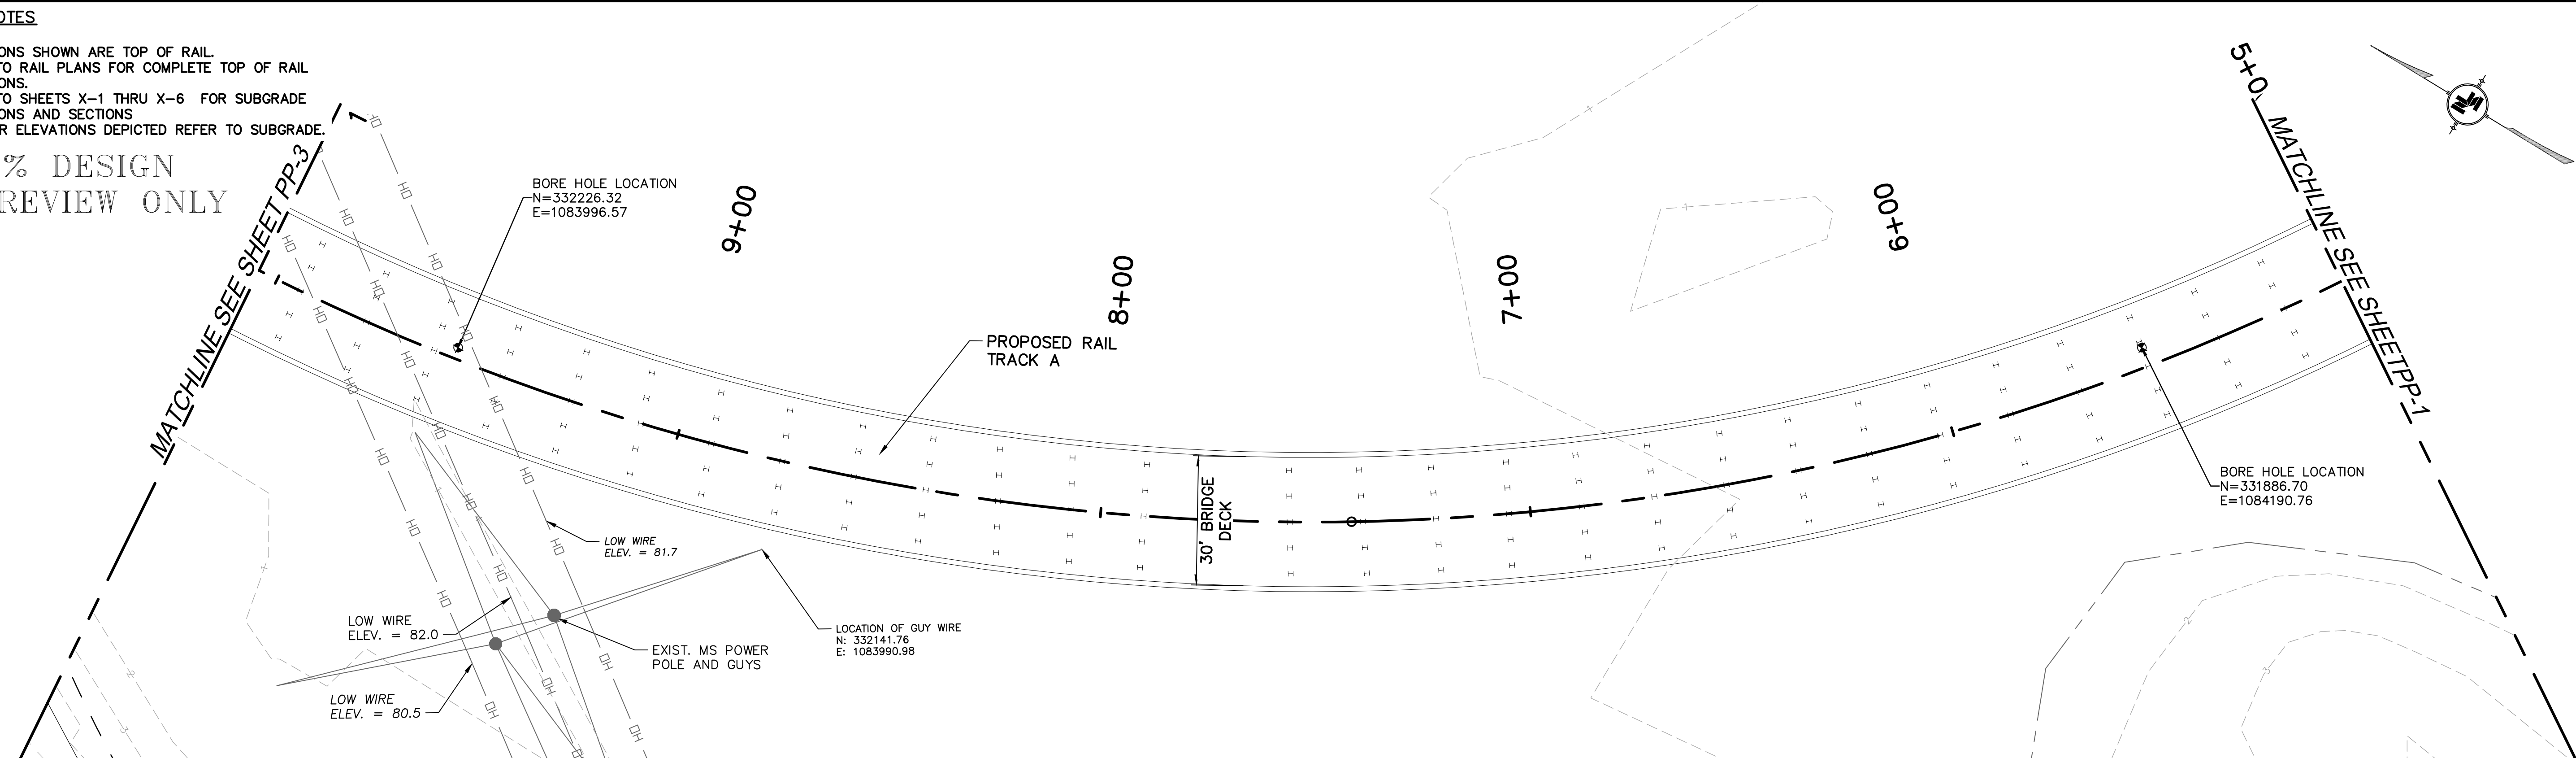 OTES
ONS SHOWN ARE TOP OF RAIL.
TO RAIL PLANS FOR COMPLETE TOP OF RAIL
ONS.
TO SHEETS X-1 THRU X-6 FOR SUBGRADE
ONS AND SECTIONS
R ELEVATIONS DEPICTED REFER TO SUBGRADE.
% DESIGN
REVIEW ONLY
MATCHLINE SEE SHEET PP-3
BORE HOLE LOCATION
N=332226.32
E=1083996.57
9+00
8+00
7+00
6+00
5+0
MATCHLINE SEE SHEETPP-1
PROPOSED RAIL
TRACK A
30' BRIDGE
DECK
BORE HOLE LOCATION
N=331886.70
E=1084190.76
LOW WIRE
ELEV. = 81.7
LOW WIRE
ELEV. = 82.0
LOW WIRE
ELEV. = 80.5
EXIST. MS POWER
POLE AND GUYS
LOCATION OF GUY WIRE
N: 332141.76
E: 1083990.98